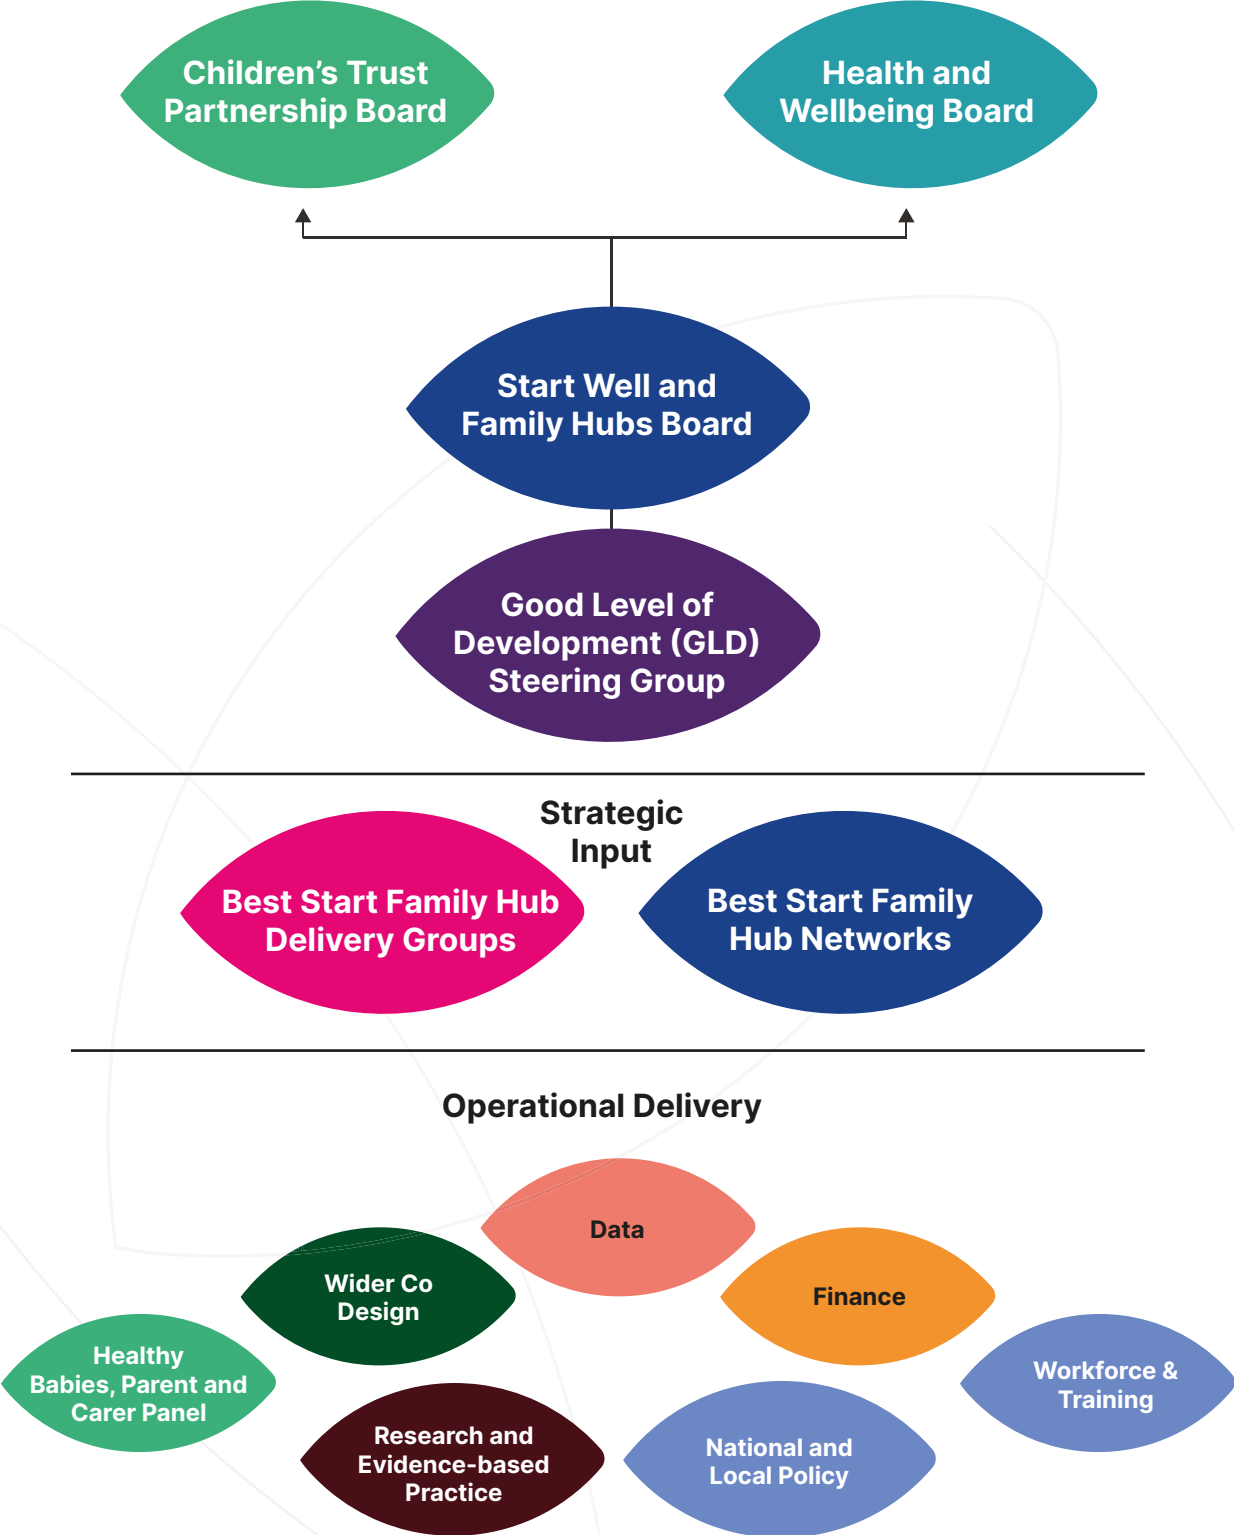 Children’s Trust
Partnership Board
Health and
Wellbeing Board
Start Well and
Family Hubs Board
Good Level of
Development (GLD)
Steering Group
Strategic
Input
Best Start Family Hub
Delivery Groups
Best Start Family
Hub Networks
Operational Delivery
Data
Wider Co
Design
Finance
Healthy
Babies, Parent and
Carer Panel
Workforce &
Training
Research and
Evidence-based
Practice
National and
Local Policy